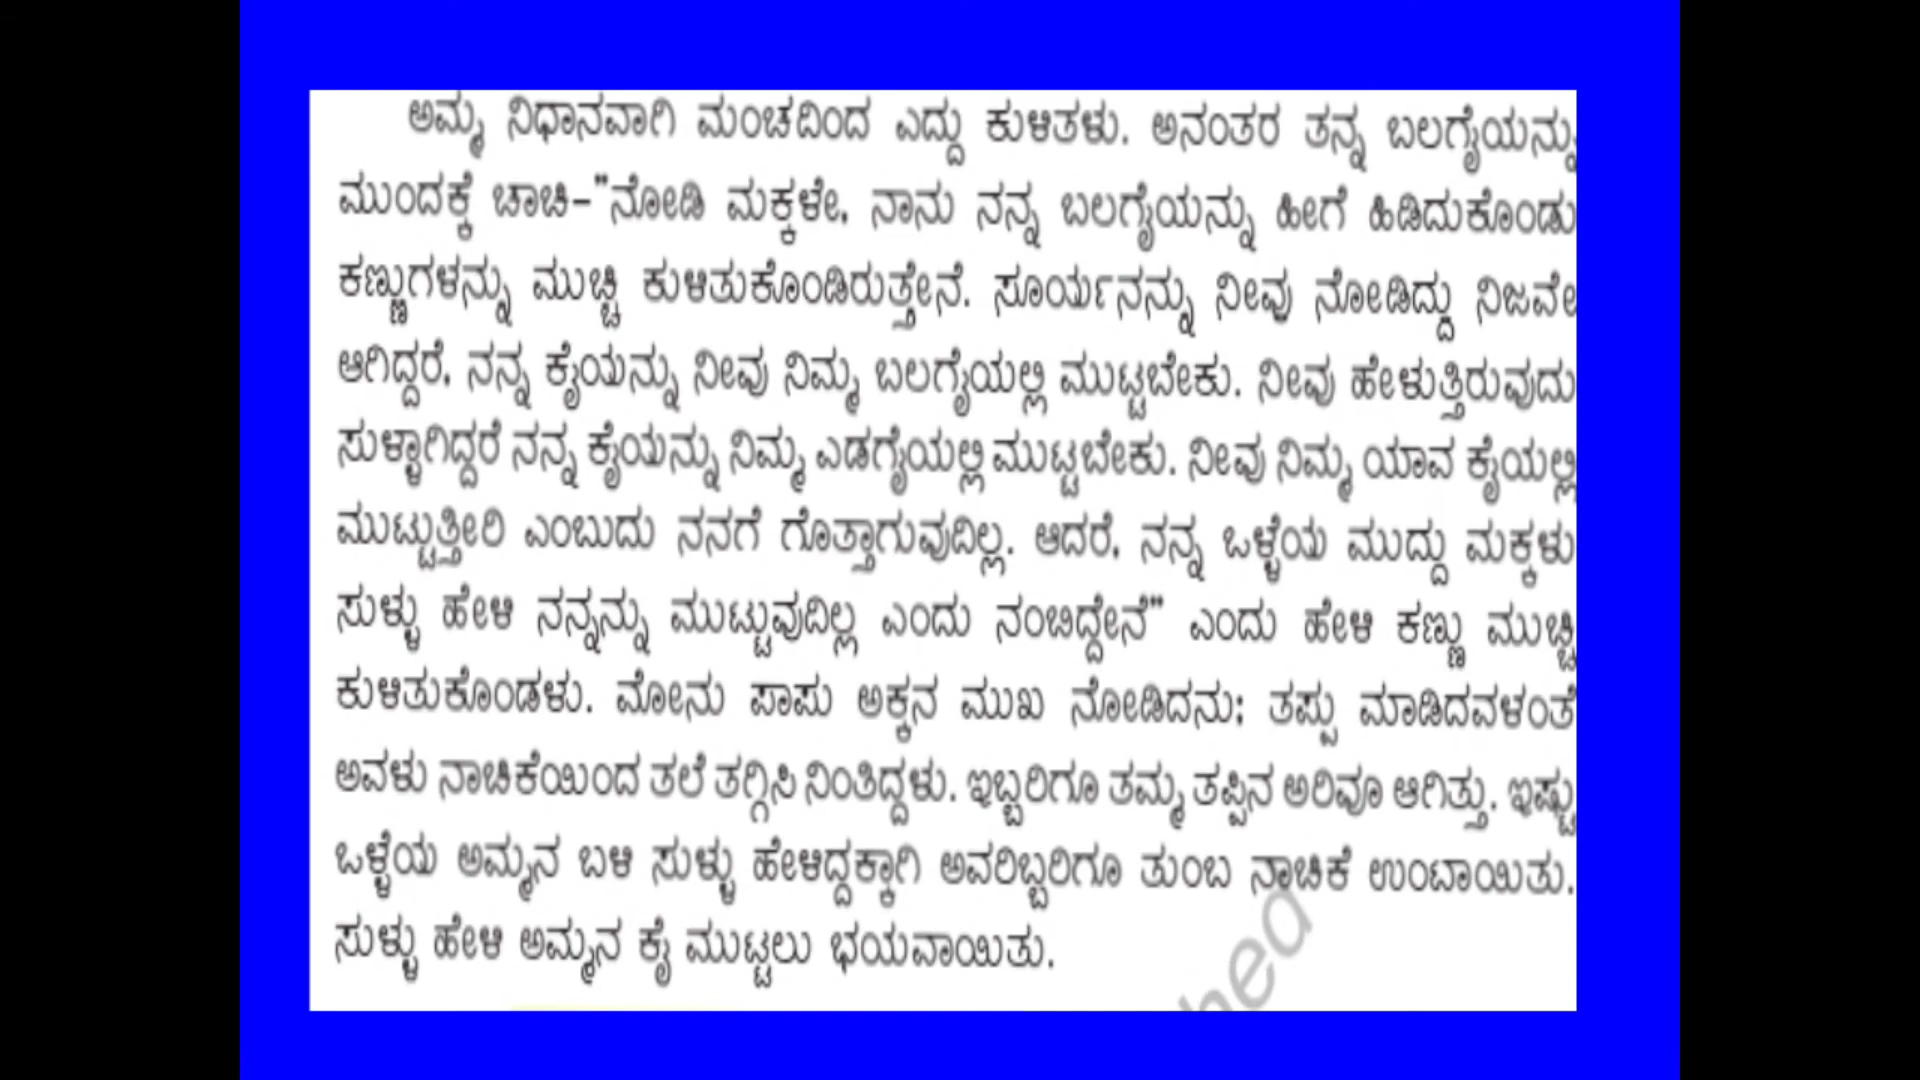 ಅಮ್ಮ ನಿಧಾನವಾಗಿ ಮಂಚದಿಂದ ಎದ್ದು ಕುಳಿತಳು. ಅನಂತರ ತನ್ನ ಬಲಗೈಯನ್ನು
ಮುಂದಕ್ಕೆ ಚಾಚಿ–"ನೋಡಿ ಮಕ್ಕಳೇ, ನಾನು ನನ್ನ ಬಲಗೈಯನ್ನು ಹೀಗೆ ಹಿಡಿದುಕೊಂಡು
ಕಣ್ಣುಗಳನ್ನು ಮುಚ್ಚಿ ಕುಳಿತುಕೊಂಡಿರುತ್ತೇನೆ. ಸೂರ್ಯನನ್ನು ನೀವು ನೋಡಿದ್ದು ನಿಜವೇ
ಆಗಿದ್ದರೆ, ನನ್ನ ಕೈಯನ್ನು ನೀವು ನಿಮ್ಮ ಬಲಗೈಯಲ್ಲಿ ಮುಟ್ಟಬೇಕು. ನೀವು ಹೇಳುತ್ತಿರುವುದು
ಸುಳ್ಳಾಗಿದ್ದರೆ ನನ್ನ ಕೈಯನ್ನು ನಿಮ್ಮ ಎಡಗೈಯಲ್ಲಿ ಮುಟ್ಟಬೇಕು. ನೀವು ನಿಮ್ಮ ಯಾವ ಕೈಯಲ್ಲಿ
ಮುಟ್ಟುತ್ತೀರಿ ಎಂಬುದು ನನಗೆ ಗೊತ್ತಾಗುವುದಿಲ್ಲ. ಆದರೆ, ನನ್ನ ಒಳ್ಳೆಯ ಮುದ್ದು ಮಕ್ಕಳು
ಸುಳ್ಳು ಹೇಳಿ ನನ್ನನ್ನು ಮುಟ್ಟುವುದಿಲ್ಲ ಎಂದು ನಂಬಿದ್ದೇನೆ" ಎಂದು ಹೇಳಿ ಕಣ್ಣು ಮುಚ್ಚಿ
ಕುಳಿತುಕೊಂಡಳು. ಮೋನು ಪಾಪು ಅಕ್ಕನ ಮುಖ ನೋಡಿದನು; ತಪ್ಪು ಮಾಡಿದವಳಂತೆ
ಅವಳು ನಾಚಿಕೆಯಿಂದ ತಲೆ ತಗ್ಗಿಸಿ ನಿಂತಿದ್ದಳು. ಇಬ್ಬರಿಗೂ ತಮ್ಮ ತಪ್ಪಿನ ಅರಿವೂ ಆಗಿತ್ತು. ಇಷ್ಟು
ಒಳ್ಳೆಯ ಅಮ್ಮನ ಬಳಿ ಸುಳ್ಳು ಹೇಳಿದ್ದಕ್ಕಾಗಿ ಅವರಿಬ್ಬರಿಗೂ ತುಂಬ ನಾಚಿಕೆ ಉಂಟಾಯಿತು.
ಸುಳ್ಳು ಹೇಳಿ ಅಮ್ಮನ ಕೈ ಮುಟ್ಟಲು ಭಯವಾಯಿತು.
hed